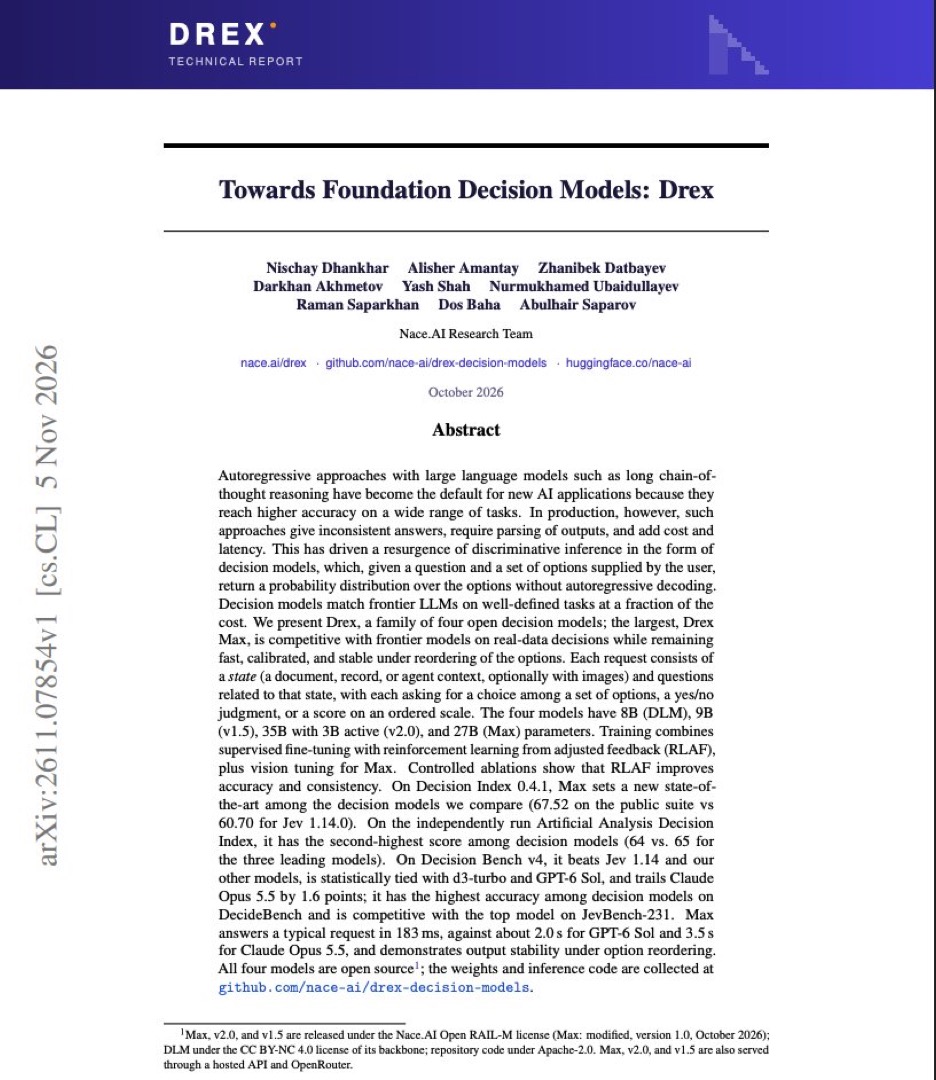 DREX
TECHNICAL REPORT
Towards Foundation Decision Models: Drex
Nischay Dhankhar Alisher Amantay Zhanibek Datbayev
Darkhan Akhmetov Yash Shah Nurmukhamed Ubaidullayev
Raman Saparkhan Dos Baha Abulhair Saparov
Nace.AI Research Team
nace.ai/drex · github.com/nace-ai/drex-decision-models · huggingface.co/nace-ai
October 2026
Abstract
Autoregressive approaches with large language models such as long chain-of-
thought reasoning have become the default for new AI applications because they
reach higher accuracy on a wide range of tasks. In production, however, such
approaches give inconsistent answers, require parsing of outputs, and add cost and
latency. This has driven a resurgence of discriminative inference in the form of
decision models, which, given a question and a set of options supplied by the user,
return a probability distribution over the options without autoregressive decoding.
Decision models match frontier LLMs on well-defined tasks at a fraction of the
cost. We present Drex, a family of four open decision models; the largest, Drex
Max, is competitive with frontier models on real-data decisions while remaining
fast, calibrated, and stable under reordering of the options. Each request consists of
a state (a document, record, or agent context, optionally with images) and questions
related to that state, with each asking for a choice among a set of options, a yes/no
judgment, or a score on an ordered scale. The four models have 8B (DLM), 9B
(v1.5), 35B with 3B active (v2.0), and 27B (Max) parameters. Training combines
supervised fine-tuning with reinforcement learning from adjusted feedback (RLAF),
plus vision tuning for Max. Controlled ablations show that RLAF improves
accuracy and consistency. On Decision Index 0.4.1, Max sets a new state-of-
the-art among the decision models we compare (67.52 on the public suite vs
60.70 for Jev 1.14.0). On the independently run Artificial Analysis Decision
Index, it has the second-highest score among decision models (64 vs. 65 for
the three leading models). On Decision Bench v4, it beats Jev 1.14 and our
other models, is statistically tied with d3-turbo and GPT-6 Sol, and trails Claude
Opus 5.5 by 1.6 points; it has the highest accuracy among decision models on
DecideBench and is competitive with the top model on JevBench-231. Max
answers a typical request in 183 ms, against about 2.0 s for GPT-6 Sol and 3.5 s
for Claude Opus 5.5, and demonstrates output stability under option reordering.
All four models are open source1; the weights and inference code are collected at
github.com/nace-ai/drex-decision-models.
1Max, v2.0, and v1.5 are released under the Nace.AI Open RAIL-M license (Max: modified, version 1.0, October 2026);
DLM under the CC BY-NC 4.0 license of its backbone; repository code under Apache-2.0. Max, v2.0, and v1.5 are also served
through a hosted API and OpenRouter.
arXiv:2611.07854v1 [cs.CL] 5 Nov 2026